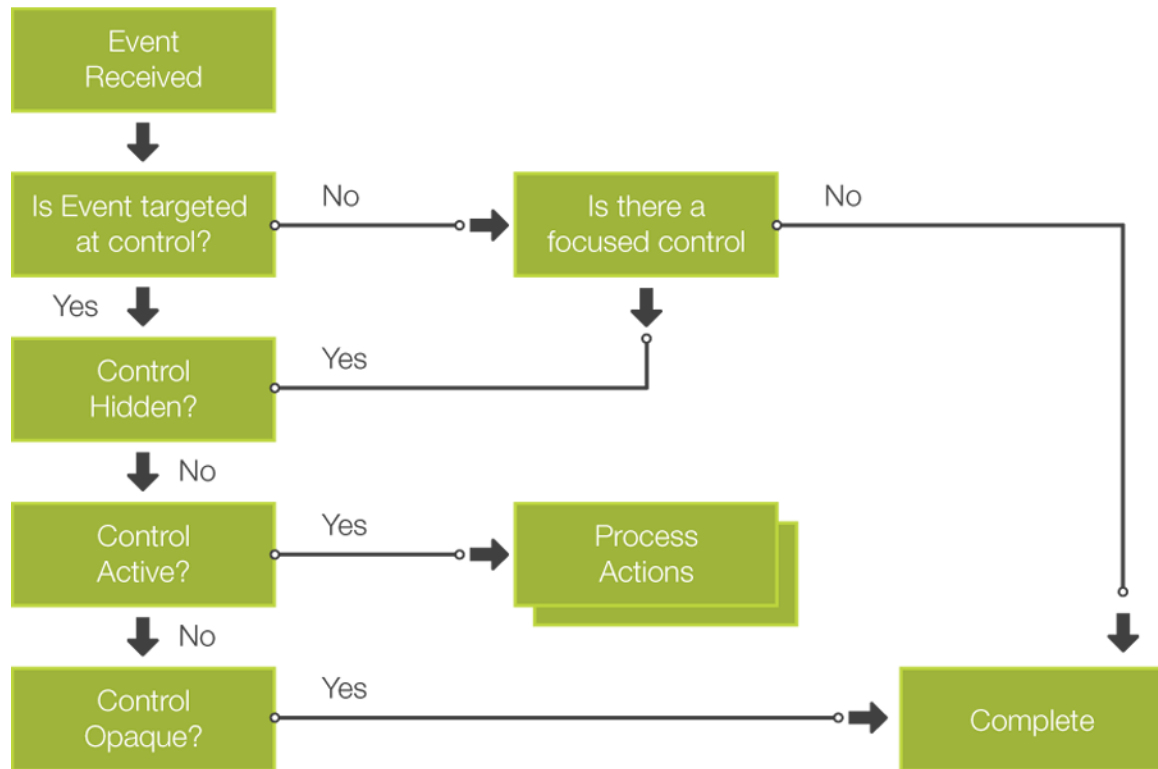 Event
Received
Is Event targeted
at control?
No
Is there a
focused control
No
Yes
Control
Hidden?
Yes
No
Control
Active?
Yes
Process
Actions
No
Control
Opaque?
Yes
Complete